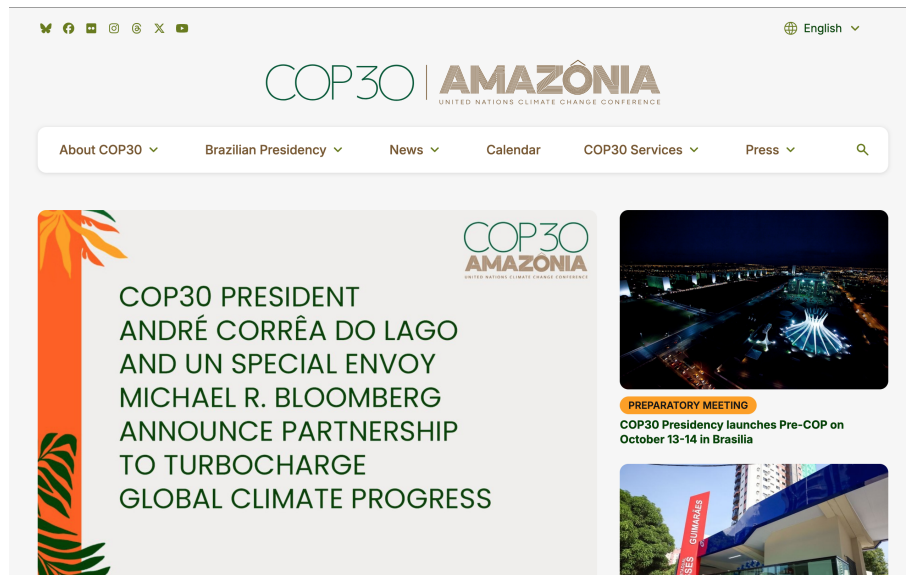 English
COP30 AMAZÔNIA
UNITED NATIONS CLIMATE CHANGE CONFERENCE
About COP30 Brazilian Presidency News Calendar COP30 Services Press
COP30
AMAZÔNIA
UNITED NATIONS CLIMATE CHANGE CONFERENCE
COP30 PRESIDENT
ANDRÉ CORRÊA DO LAGO
AND UN SPECIAL ENVOY
MICHAEL R. BLOOMBERG
ANNOUNCE PARTNERSHIP
TO TURBOCHARGE
GLOBAL CLIMATE PROGRESS
PREPARATORY MEETING
COP30 Presidency launches Pre-COP on
October 13-14 in Brasilia
GUIMARÃES